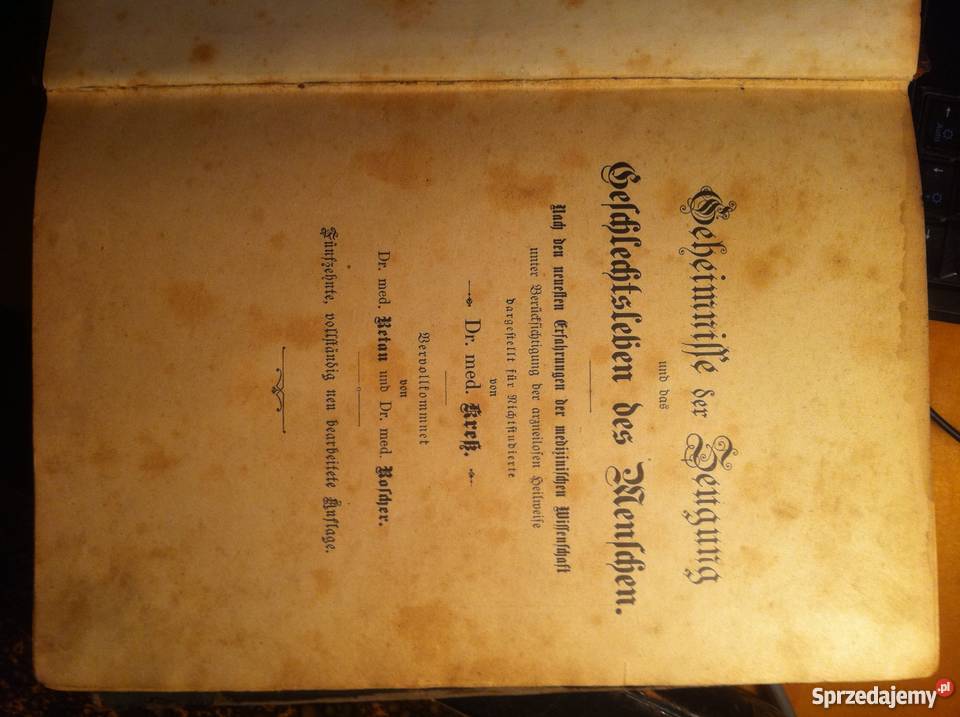 Geheimnisse der Zeugung
und das
Geschlechtsleben des Menschen.
Nach den neuesten Erfahrungen der medizinischen Wissenschaft
unter Berücksichtigung der arzneilosen Heilweise
dargestellt für Nichtstudierte
von
Dr. med. Kreß.
Vervollkommnet
von
Dr. med. Retau und Dr. med. Roscher.
Fünfzehnte, vollständig neu bearbeitete Auflage.
Auto
Sprzedajemy.pl